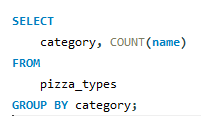 SELECT
    category, COUNT(name)
FROM
    pizza_types
GROUP BY category;